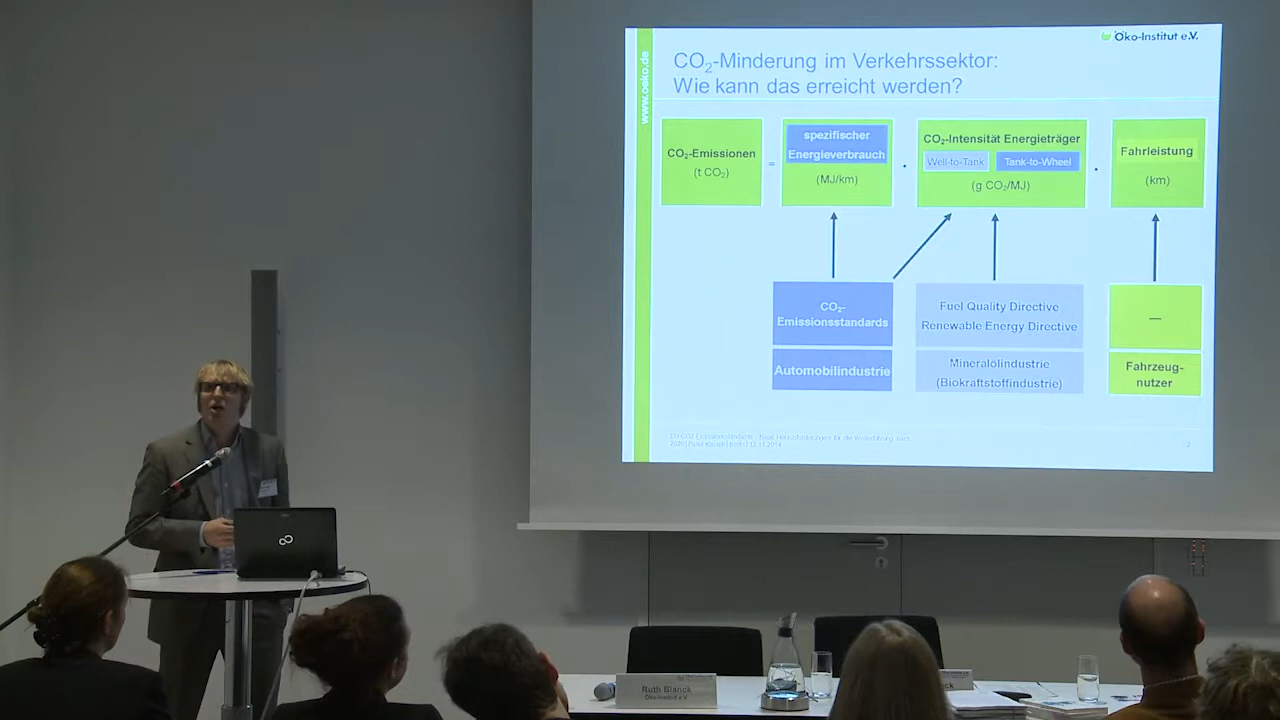 Öko-Institut e.V.
www.oeko.de
CO₂-Minderung im Verkehrssektor:
Wie kann das erreicht werden?
CO₂-Emissionen
(t CO₂)
=
spezifischer
Energieverbrauch
(MJ/km)
·
CO₂-Intensität Energieträger
Well-to-Tank
Tank-to-Wheel
(g CO₂/MJ)
·
Fahrleistung
(km)
CO₂-
Emissionsstandards
Automobilindustrie
Fuel Quality Directive
Renewable Energy Directive
Mineralölindustrie
(Biokraftstoffindustrie)
—
Fahrzeug-
nutzer
Ruth Blanck
Öko-Institut e.V.